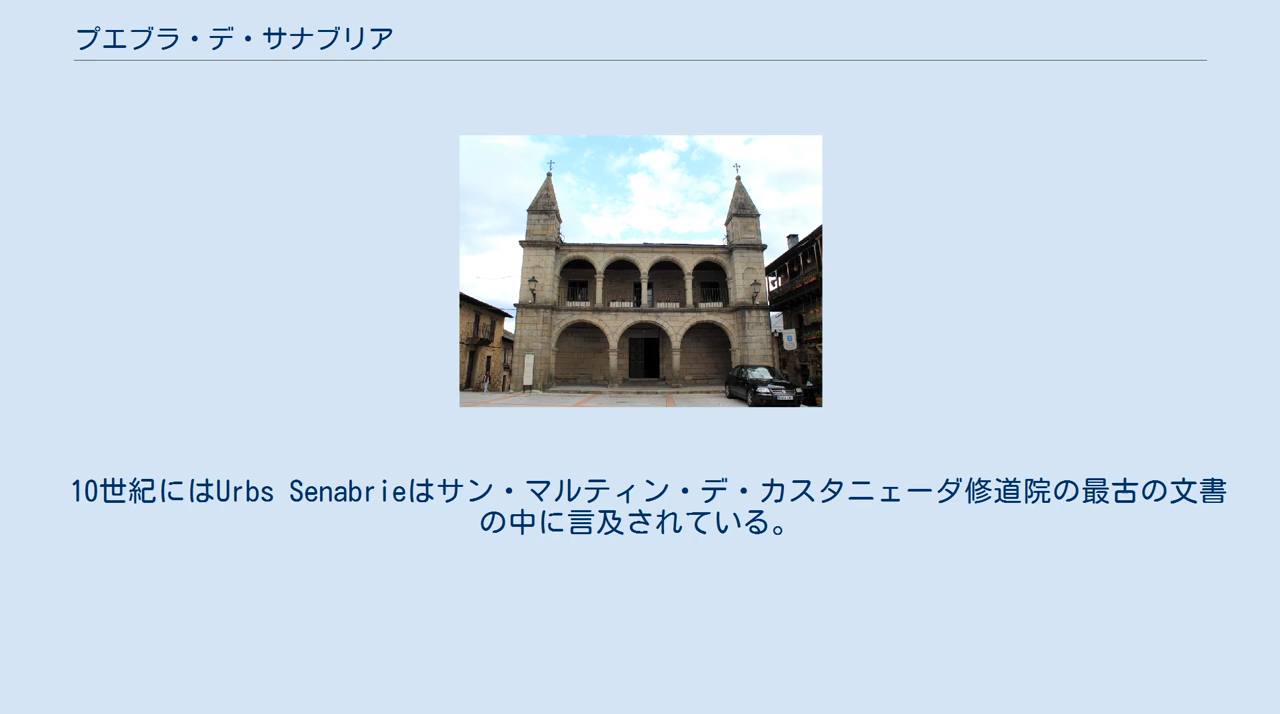 プエブラ・デ・サナブリア
10世紀にはUrbs Senabrieはサン・マルティン・デ・カスタニェーダ修道院の最古の文書
の中に言及されている。